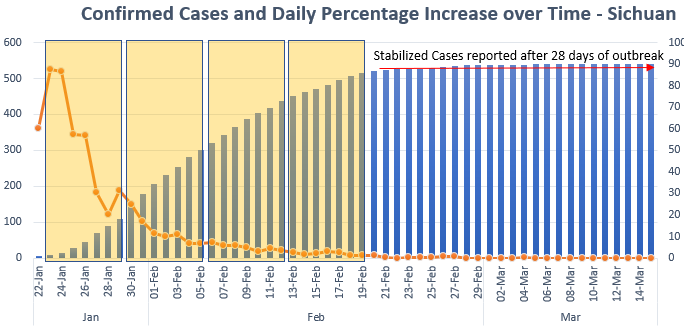 Confirmed Cases and Daily Percentage Increase over Time - Sichuan
Stabilized Cases reported after 28 days of outbreak
600
500
400
300
200
100
0
100
90
80
70
60
50
40
30
20
10
0
22-Jan
24-Jan
26-Jan
28-Jan
30-Jan
01-Feb
03-Feb
05-Feb
07-Feb
09-Feb
11-Feb
13-Feb
15-Feb
17-Feb
19-Feb
21-Feb
23-Feb
25-Feb
27-Feb
29-Feb
02-Mar
04-Mar
06-Mar
08-Mar
10-Mar
12-Mar
14-Mar
Jan
Feb
Mar